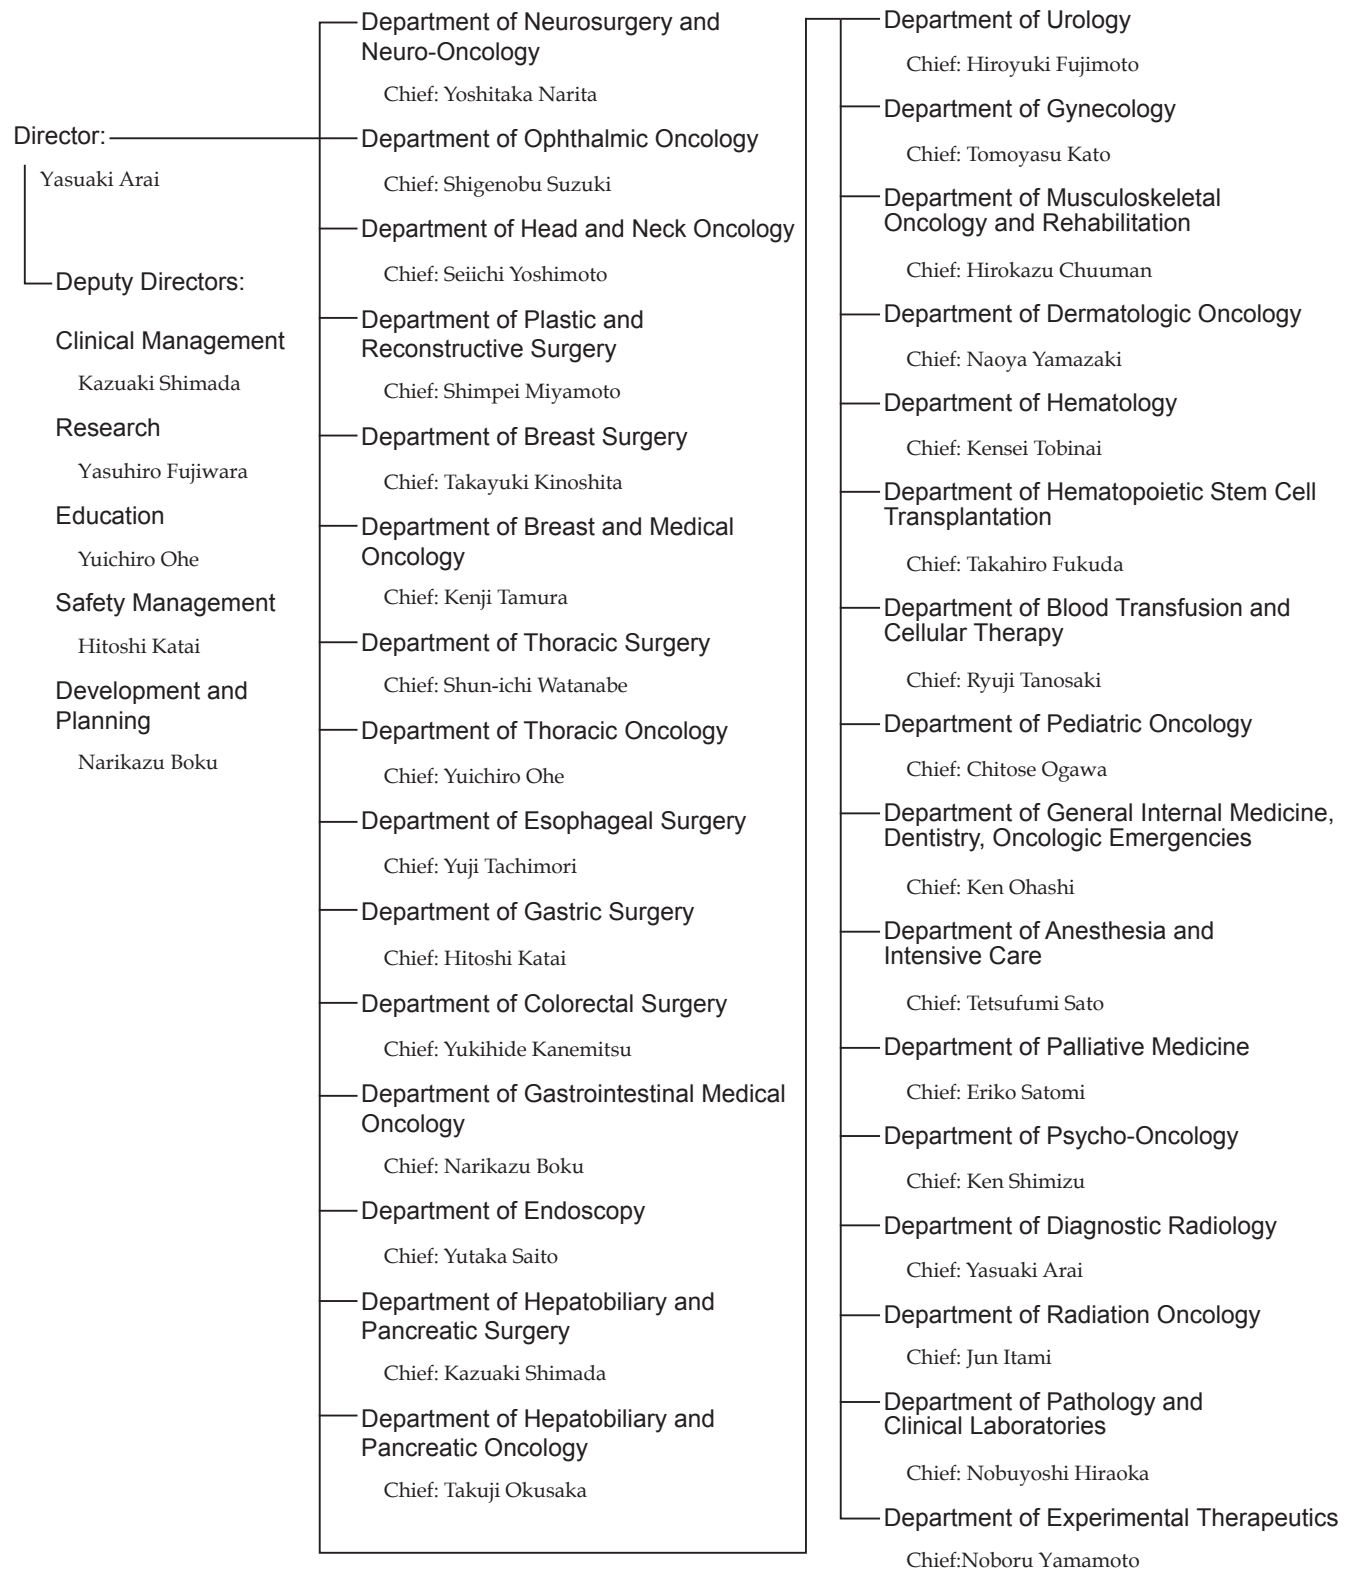 Director:
Yasuaki Arai
Deputy Directors:
Clinical Management
Kazuaki Shimada
Research
Yasuhiro Fujiwara
Education
Yuichiro Ohe
Safety Management
Hitoshi Katai
Development and
Planning
Narikazu Boku
Department of Neurosurgery and
Neuro-Oncology
Chief: Yoshitaka Narita
Department of Ophthalmic Oncology
Chief: Shigenobu Suzuki
Department of Head and Neck Oncology
Chief: Seiichi Yoshimoto
Department of Plastic and
Reconstructive Surgery
Chief: Shimpei Miyamoto
Department of Breast Surgery
Chief: Takayuki Kinoshita
Department of Breast and Medical
Oncology
Chief: Kenji Tamura
Department of Thoracic Surgery
Chief: Shun-ichi Watanabe
Department of Thoracic Oncology
Chief: Yuichiro Ohe
Department of Esophageal Surgery
Chief: Yuji Tachimori
Department of Gastric Surgery
Chief: Hitoshi Katai
Department of Colorectal Surgery
Chief: Yukihide Kanemitsu
Department of Gastrointestinal Medical
Oncology
Chief: Narikazu Boku
Department of Endoscopy
Chief: Yutaka Saito
Department of Hepatobiliary and
Pancreatic Surgery
Chief: Kazuaki Shimada
Department of Hepatobiliary and
Pancreatic Oncology
Chief: Takuji Okusaka
Department of Urology
Chief: Hiroyuki Fujimoto
Department of Gynecology
Chief: Tomoyasu Kato
Department of Musculoskeletal
Oncology and Rehabilitation
Chief: Hirokazu Chuuman
Department of Dermatologic Oncology
Chief: Naoya Yamazaki
Department of Hematology
Chief: Kensei Tobinai
Department of Hematopoietic Stem Cell
Transplantation
Chief: Takahiro Fukuda
Department of Blood Transfusion and
Cellular Therapy
Chief: Ryuji Tanosaki
Department of Pediatric Oncology
Chief: Chitose Ogawa
Department of General Internal Medicine,
Dentistry, Oncologic Emergencies
Chief: Ken Ohashi
Department of Anesthesia and
Intensive Care
Chief: Tetsufumi Sato
Department of Palliative Medicine
Chief: Eriko Satomi
Department of Psycho-Oncology
Chief: Ken Shimizu
Department of Diagnostic Radiology
Chief: Yasuaki Arai
Department of Radiation Oncology
Chief: Jun Itami
Department of Pathology and
Clinical Laboratories
Chief: Nobuyoshi Hiraoka
Department of Experimental Therapeutics
Chief:Noboru Yamamoto